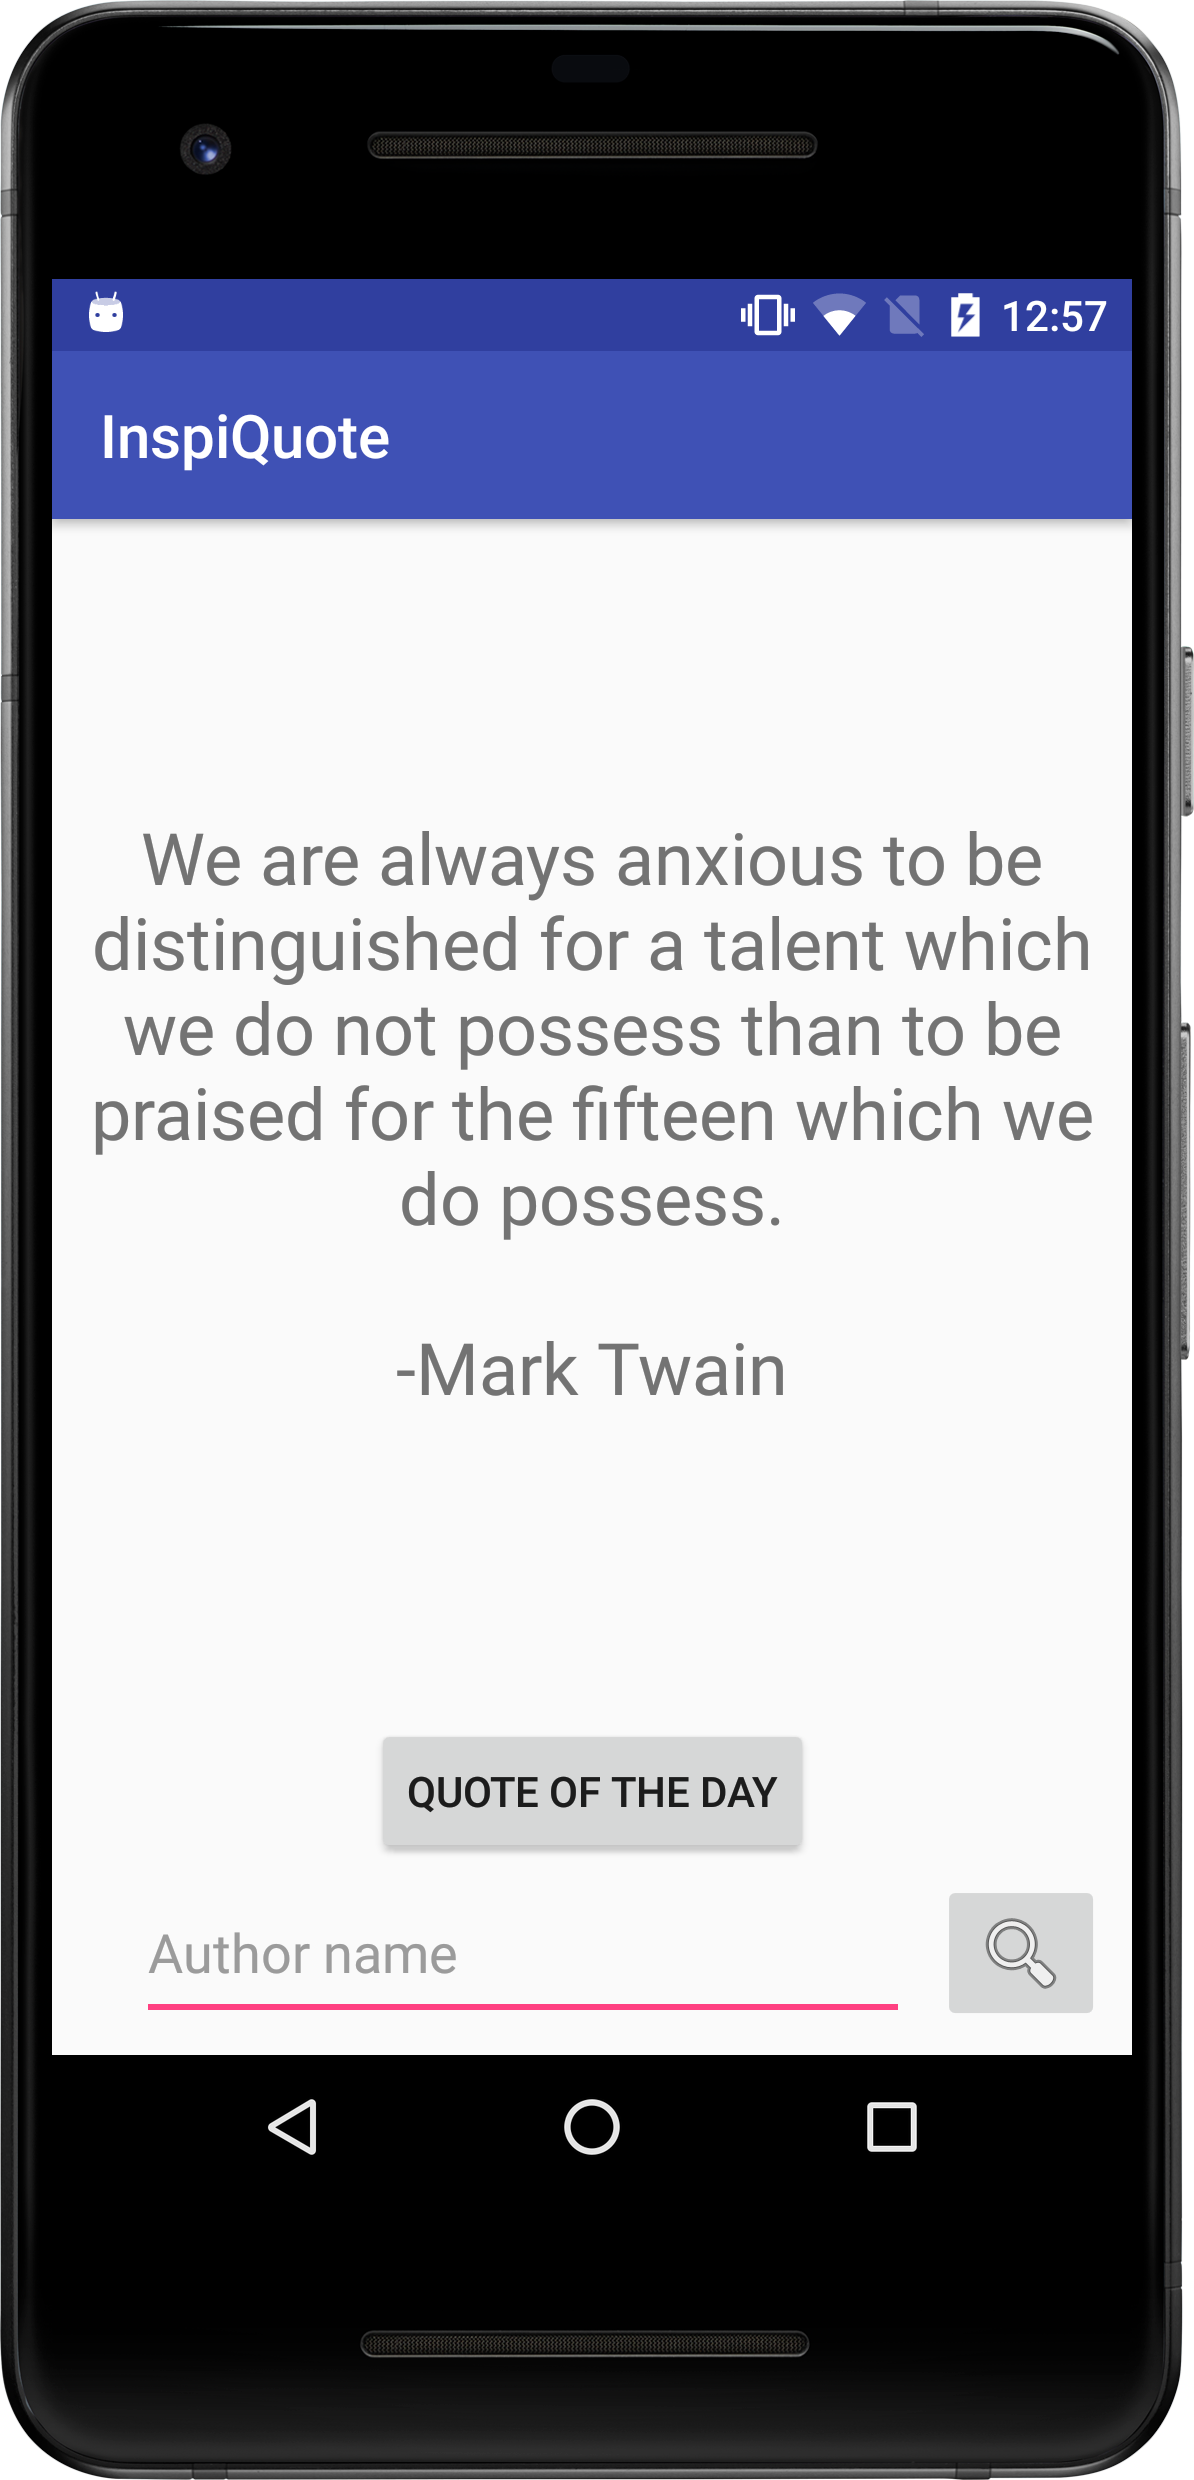 12:57
InspiQuote
We are always anxious to be
distinguished for a talent which
we do not possess than to be
praised for the fifteen which we
do possess.
-Mark Twain
QUOTE OF THE DAY
Author name